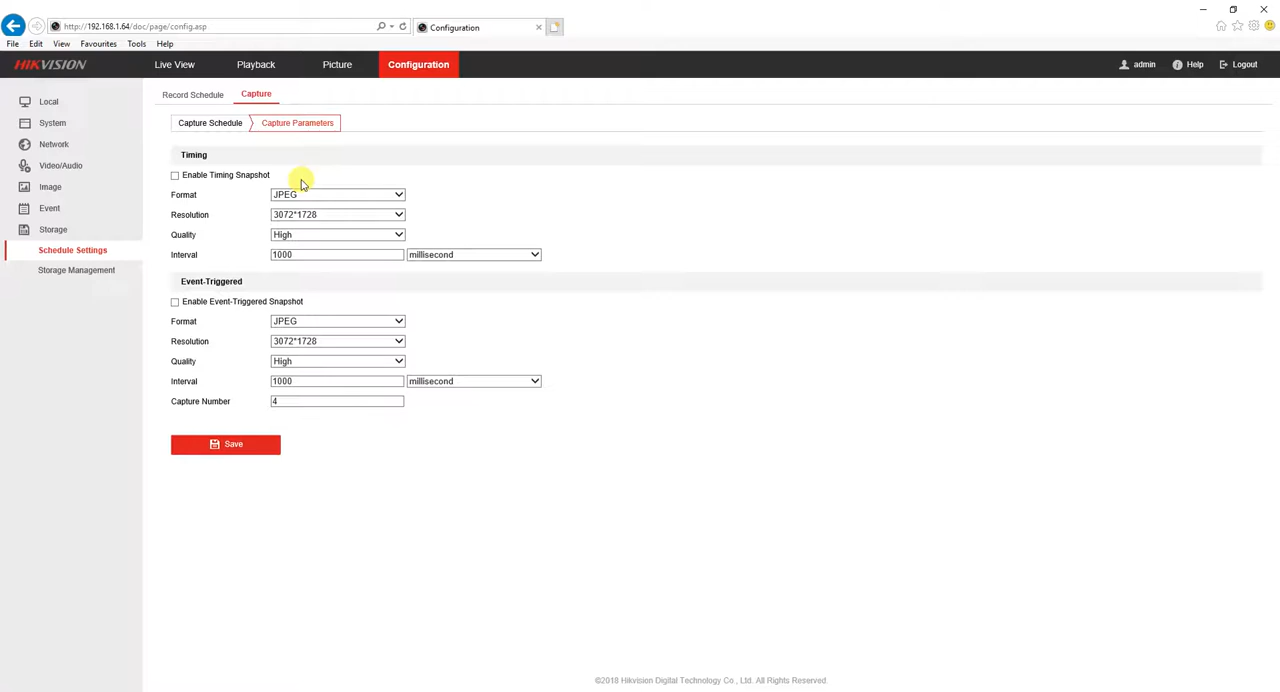 http://192.168.1.64/doc/page/config.asp
Configuration
File Edit View Favourites Tools Help
HIKVISION Live View Playback Picture Configuration admin Help Logout
Local
System
Network
Video/Audio
Image
Event
Storage
Schedule Settings
Storage Management
Record Schedule Capture
Capture Schedule Capture Parameters
Timing
Enable Timing Snapshot
Format JPEG
Resolution 3072*1728
Quality High
Interval 1000 millisecond
Event-Triggered
Enable Event-Triggered Snapshot
Format JPEG
Resolution 3072*1728
Quality High
Interval 1000 millisecond
Capture Number 4
Save
©2018 Hikvision Digital Technology Co., Ltd. All Rights Reserved.